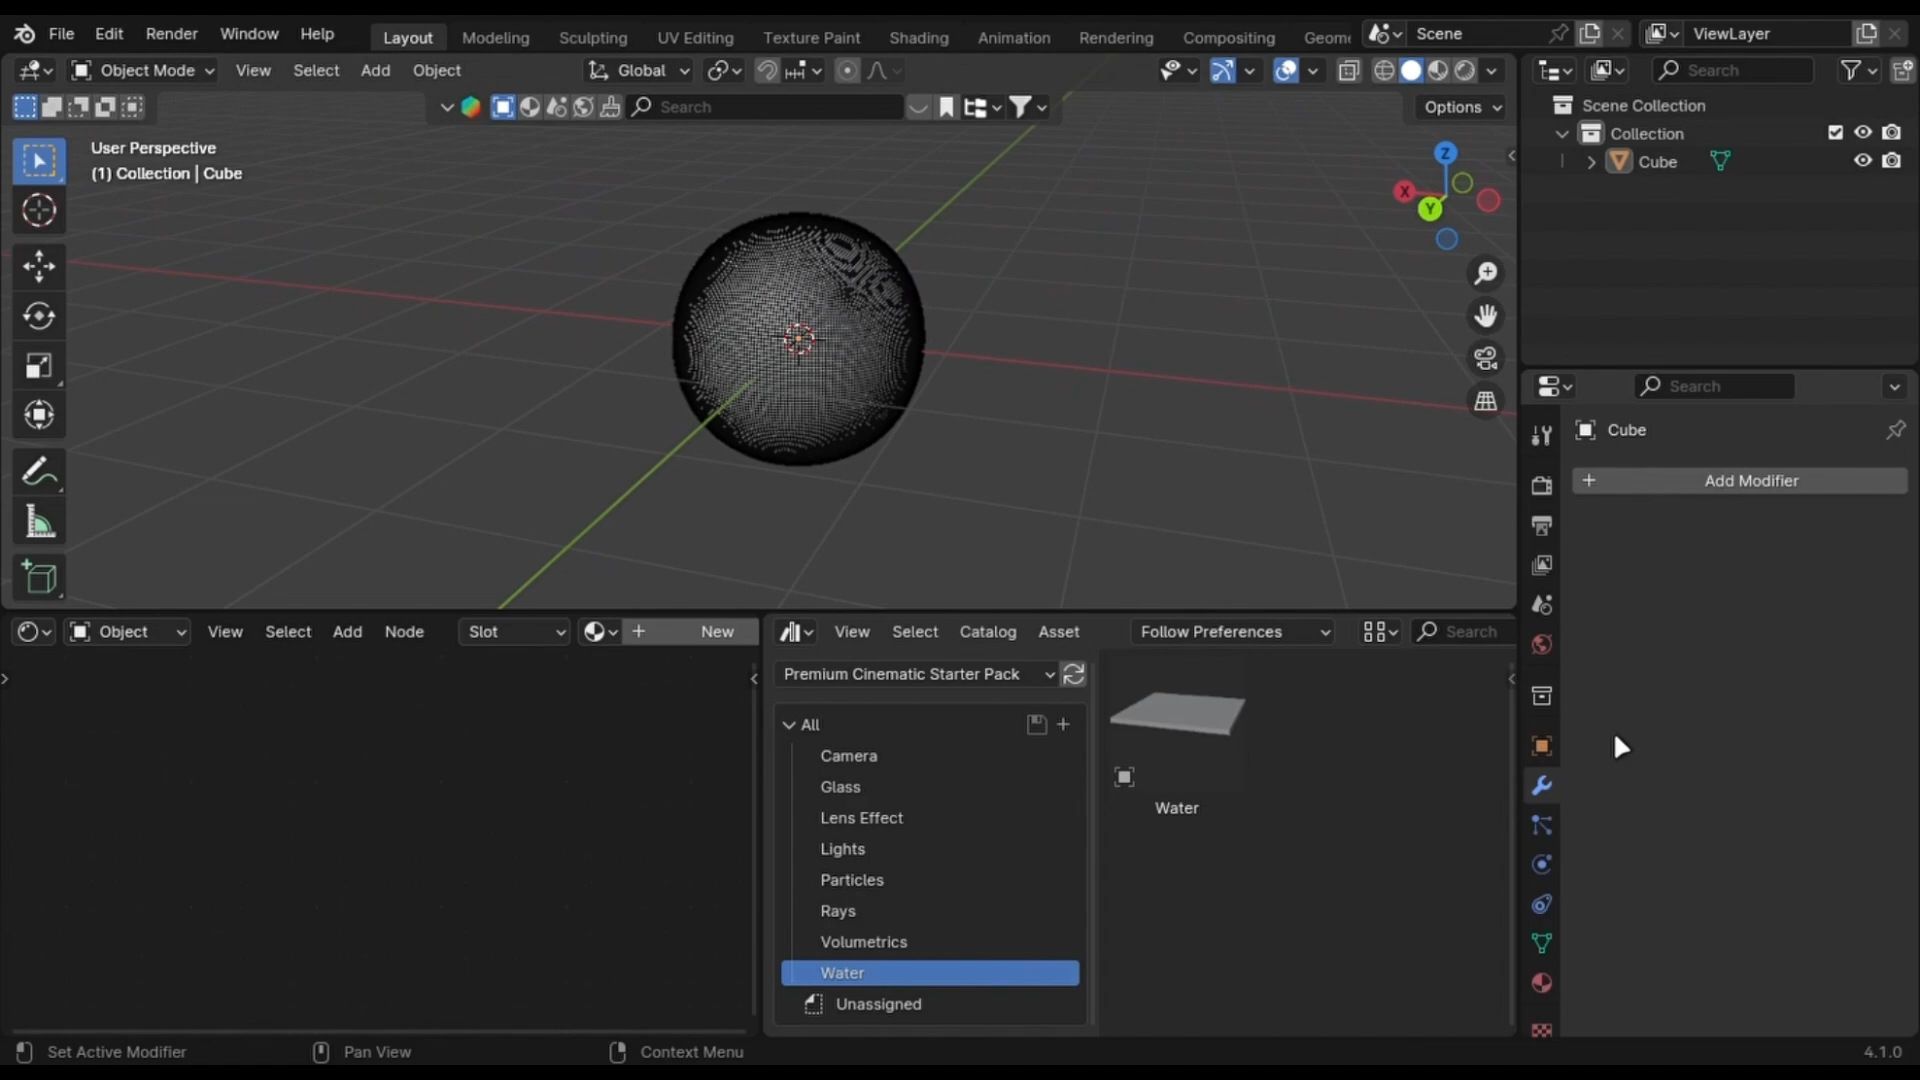 File Edit Render Window Help Layout Modeling Sculpting UV Editing Texture Paint Shading Animation Rendering Compositing Geome Scene ViewLayer
Object Mode View Select Add Object Global Search
Search Options
User Perspective
(1) Collection | Cube
Z
X
Y
Scene Collection
Collection
Cube
Search
Cube
Add Modifier
Object View Select Add Node Slot New
View Select Catalog Asset Follow Preferences Search
Premium Cinematic Starter Pack
All
Camera
Glass
Lens Effect
Lights
Particles
Rays
Volumetrics
Water
Unassigned
Water
Set Active Modifier Pan View Context Menu 4.1.0